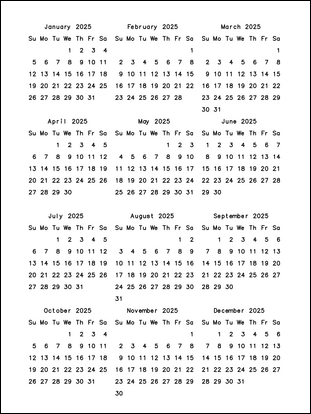 January 2025
Su Mo Tu We Th Fr Sa
1 2 3 4
5 6 7 8 9 10 11
12 13 14 15 16 17 18
19 20 21 22 23 24 25
26 27 28 29 30 31
February 2025
Su Mo Tu We Th Fr Sa
1
2 3 4 5 6 7 8
9 10 11 12 13 14 15
16 17 18 19 20 21 22
23 24 25 26 27 28
March 2025
Su Mo Tu We Th Fr Sa
1
2 3 4 5 6 7 8
9 10 11 12 13 14 15
16 17 18 19 20 21 22
23 24 25 26 27 28 29
30 31
April 2025
Su Mo Tu We Th Fr Sa
1 2 3 4 5
6 7 8 9 10 11 12
13 14 15 16 17 18 19
20 21 22 23 24 25 26
27 28 29 30
May 2025
Su Mo Tu We Th Fr Sa
1 2 3
4 5 6 7 8 9 10
11 12 13 14 15 16 17
18 19 20 21 22 23 24
25 26 27 28 29 30 31
June 2025
Su Mo Tu We Th Fr Sa
1 2 3 4 5 6 7
8 9 10 11 12 13 14
15 16 17 18 19 20 21
22 23 24 25 26 27 28
29 30
July 2025
Su Mo Tu We Th Fr Sa
1 2 3 4 5
6 7 8 9 10 11 12
13 14 15 16 17 18 19
20 21 22 23 24 25 26
27 28 29 30 31
August 2025
Su Mo Tu We Th Fr Sa
1 2
3 4 5 6 7 8 9
10 11 12 13 14 15 16
17 18 19 20 21 22 23
24 25 26 27 28 29 30
31
September 2025
Su Mo Tu We Th Fr Sa
1 2 3 4 5 6
7 8 9 10 11 12 13
14 15 16 17 18 19 20
21 22 23 24 25 26 27
28 29 30
October 2025
Su Mo Tu We Th Fr Sa
1 2 3 4
5 6 7 8 9 10 11
12 13 14 15 16 17 18
19 20 21 22 23 24 25
26 27 28 29 30 31
November 2025
Su Mo Tu We Th Fr Sa
1
2 3 4 5 6 7 8
9 10 11 12 13 14 15
16 17 18 19 20 21 22
23 24 25 26 27 28 29
30
December 2025
Su Mo Tu We Th Fr Sa
1 2 3 4 5 6
7 8 9 10 11 12 13
14 15 16 17 18 19 20
21 22 23 24 25 26 27
28 29 30 31